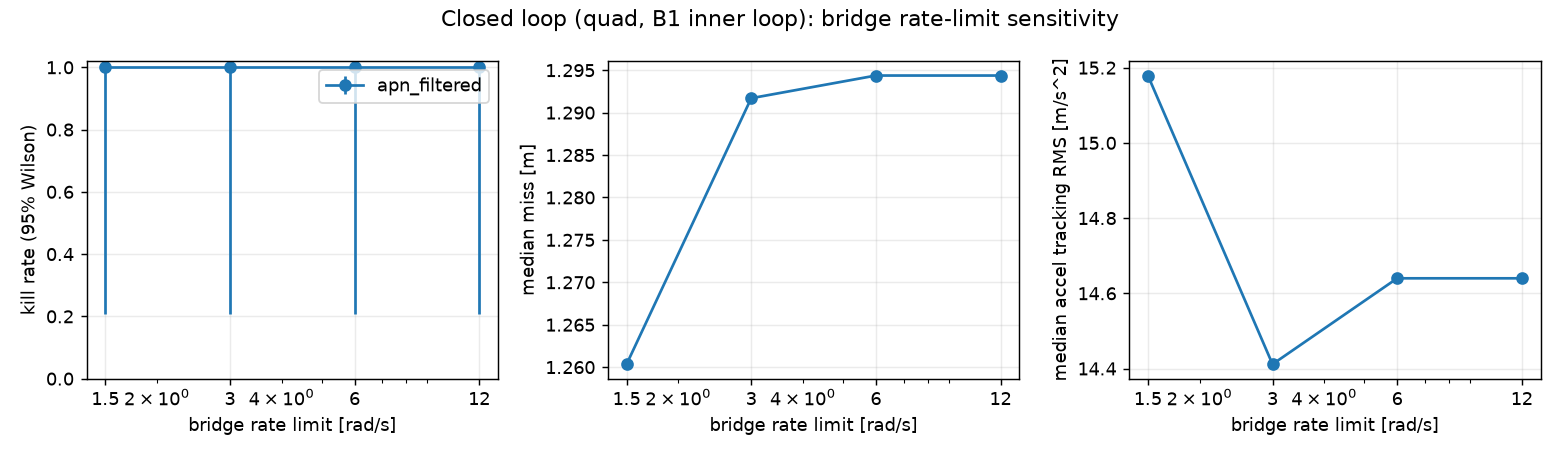 Closed loop (quad, B1 inner loop): bridge rate-limit sensitivity
kill rate (95% Wilson)
1.0
0.8
0.6
0.4
0.2
0.0
apn_filtered
1.5 2 × 10⁰ 3 4 × 10⁰ 6 12
bridge rate limit [rad/s]
median miss [m]
1.295
1.290
1.285
1.280
1.275
1.270
1.265
1.260
1.5 2 × 10⁰ 3 4 × 10⁰ 6 12
bridge rate limit [rad/s]
median accel tracking RMS [m/s^2]
15.2
15.0
14.8
14.6
14.4
1.5 2 × 10⁰ 3 4 × 10⁰ 6 12
bridge rate limit [rad/s]